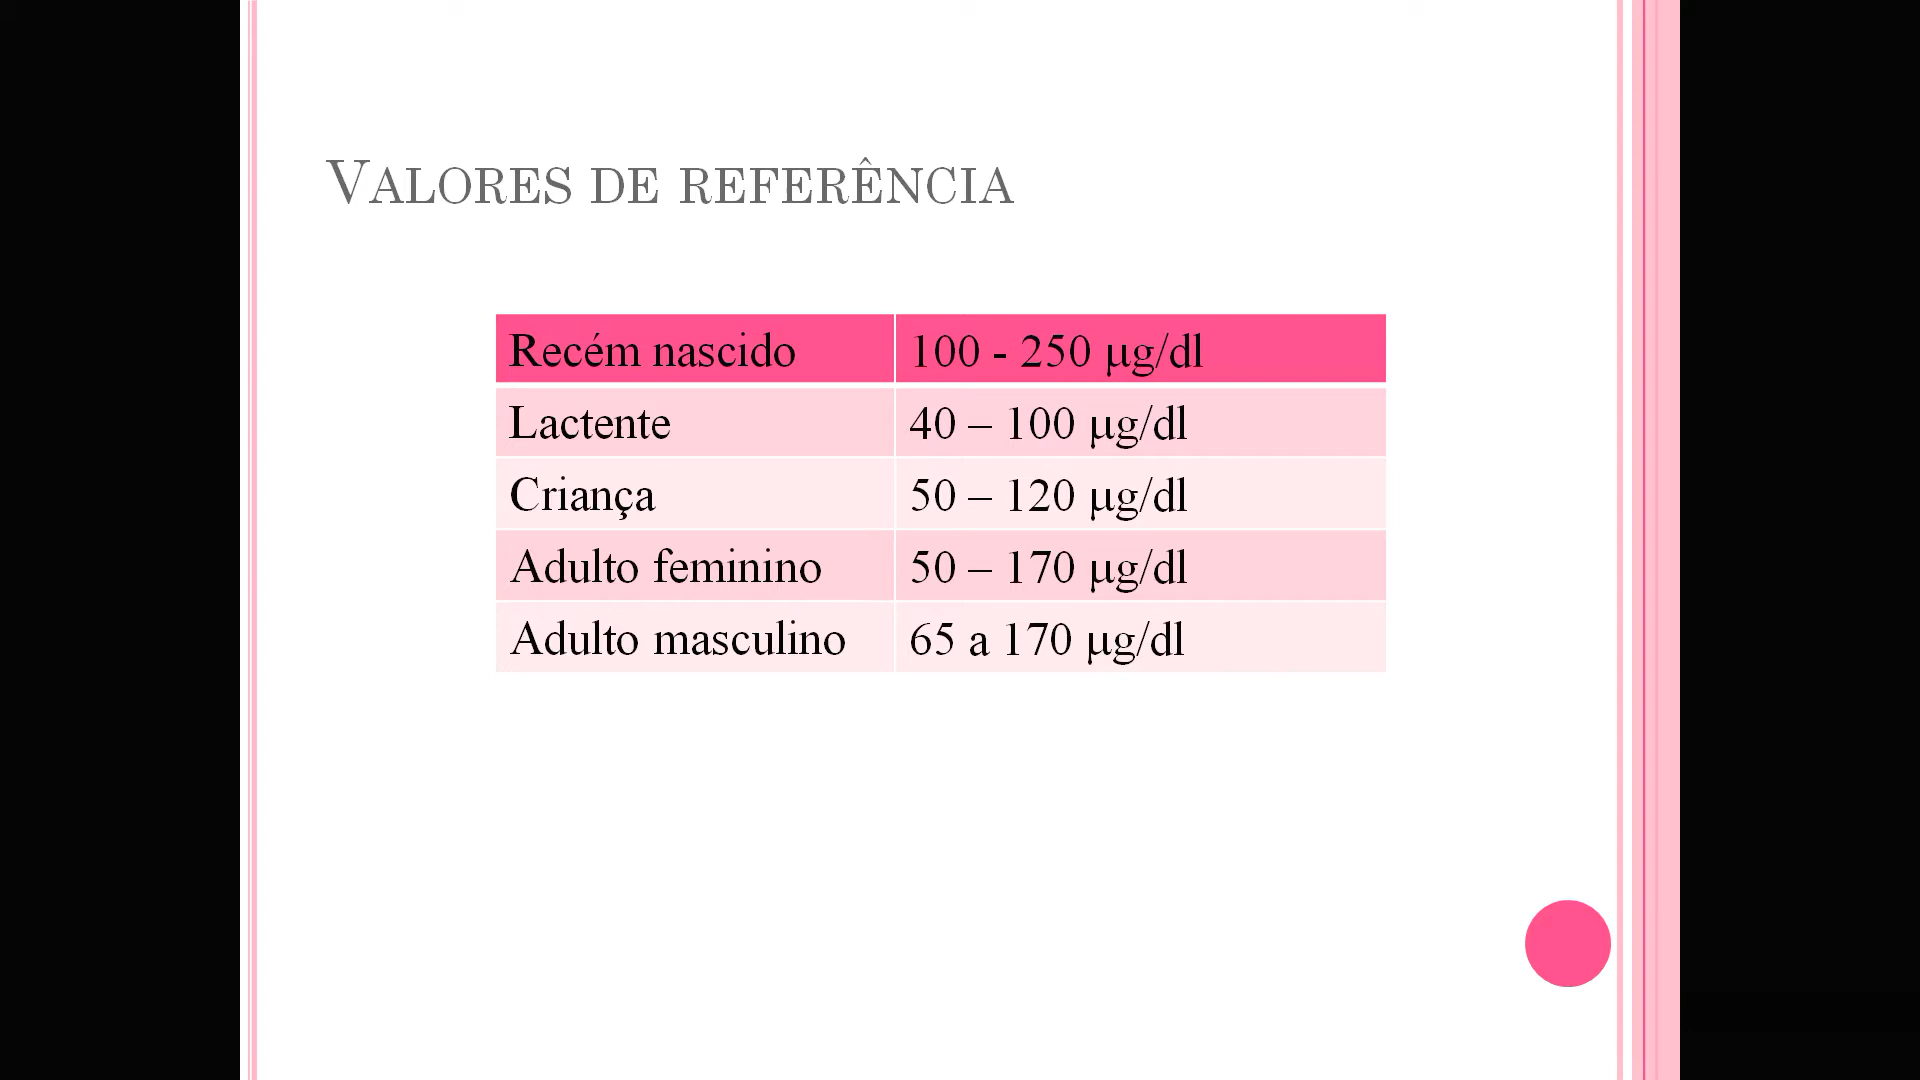 VALORES DE REFERÊNCIA
Recém nascido 100 - 250 μg/dl
Lactente 40 – 100 μg/dl
Criança 50 – 120 μg/dl
Adulto feminino 50 – 170 μg/dl
Adulto masculino 65 a 170 μg/dl